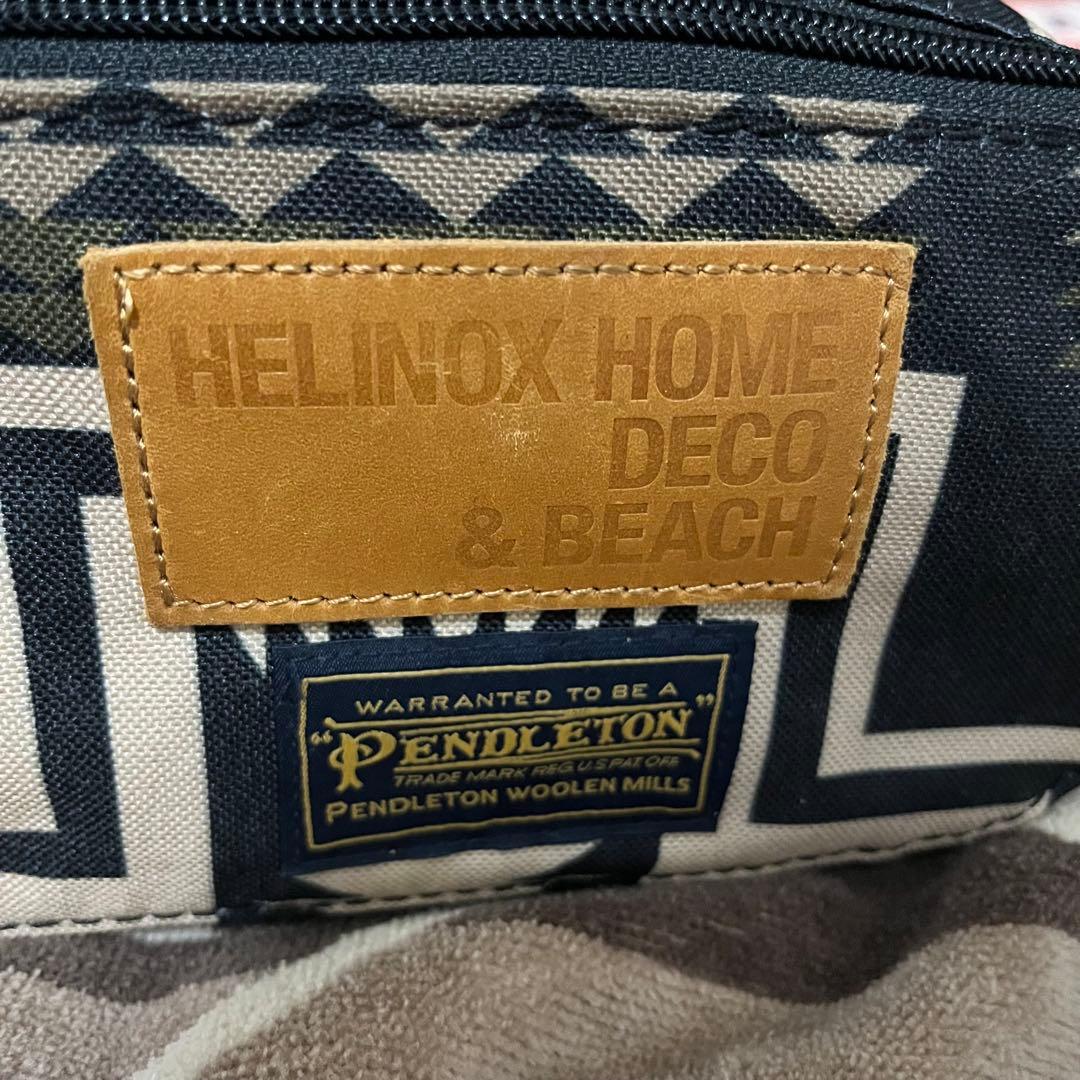 HELINOX HOME
DECO
& BEACH
WARRANTED TO BE A
"PENDLETON"
TRADE MARK REG. U.S. PAT. OFF.
PENDLETON WOOLEN MILLS